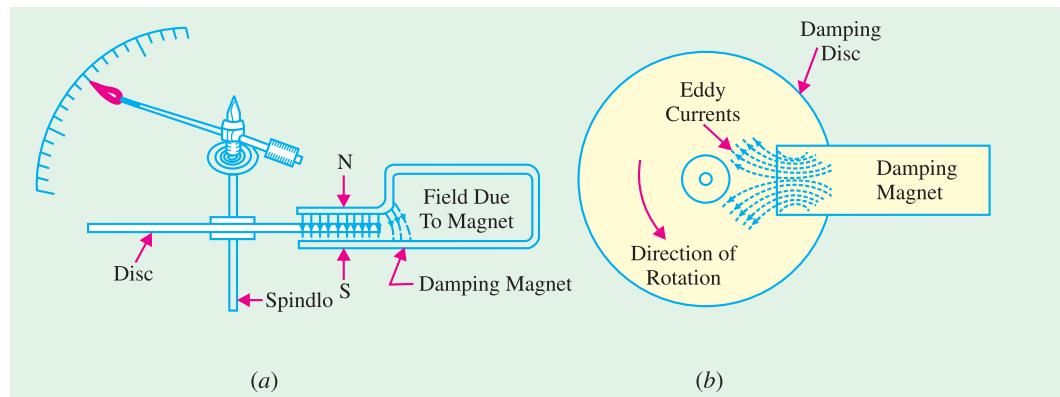 N
Field Due
To Magnet
Disc
Spindlo
S
Damping Magnet
(a)
Damping
Disc
Eddy
Currents
Damping
Magnet
Direction of
Rotation
(b)